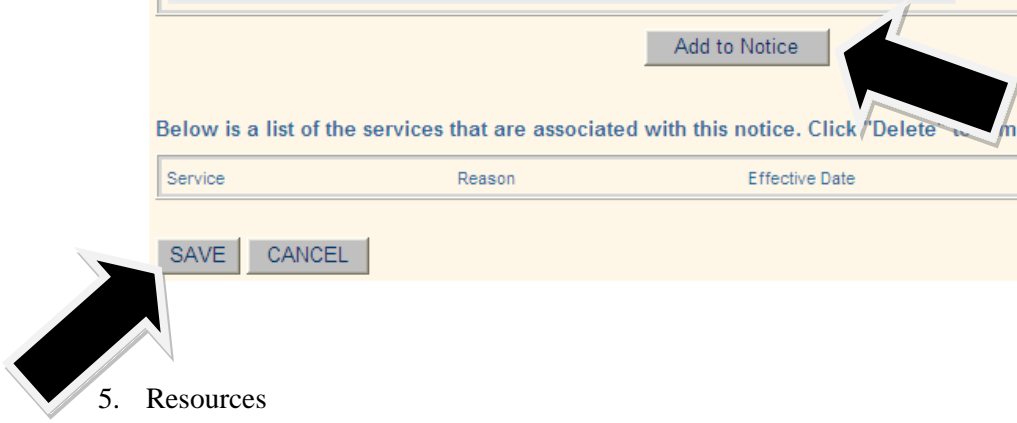 Add to Notice
Below is a list of the services that are associated with this notice. Click "Delete"
Service Reason Effective Date
SAVE CANCEL
5. Resources